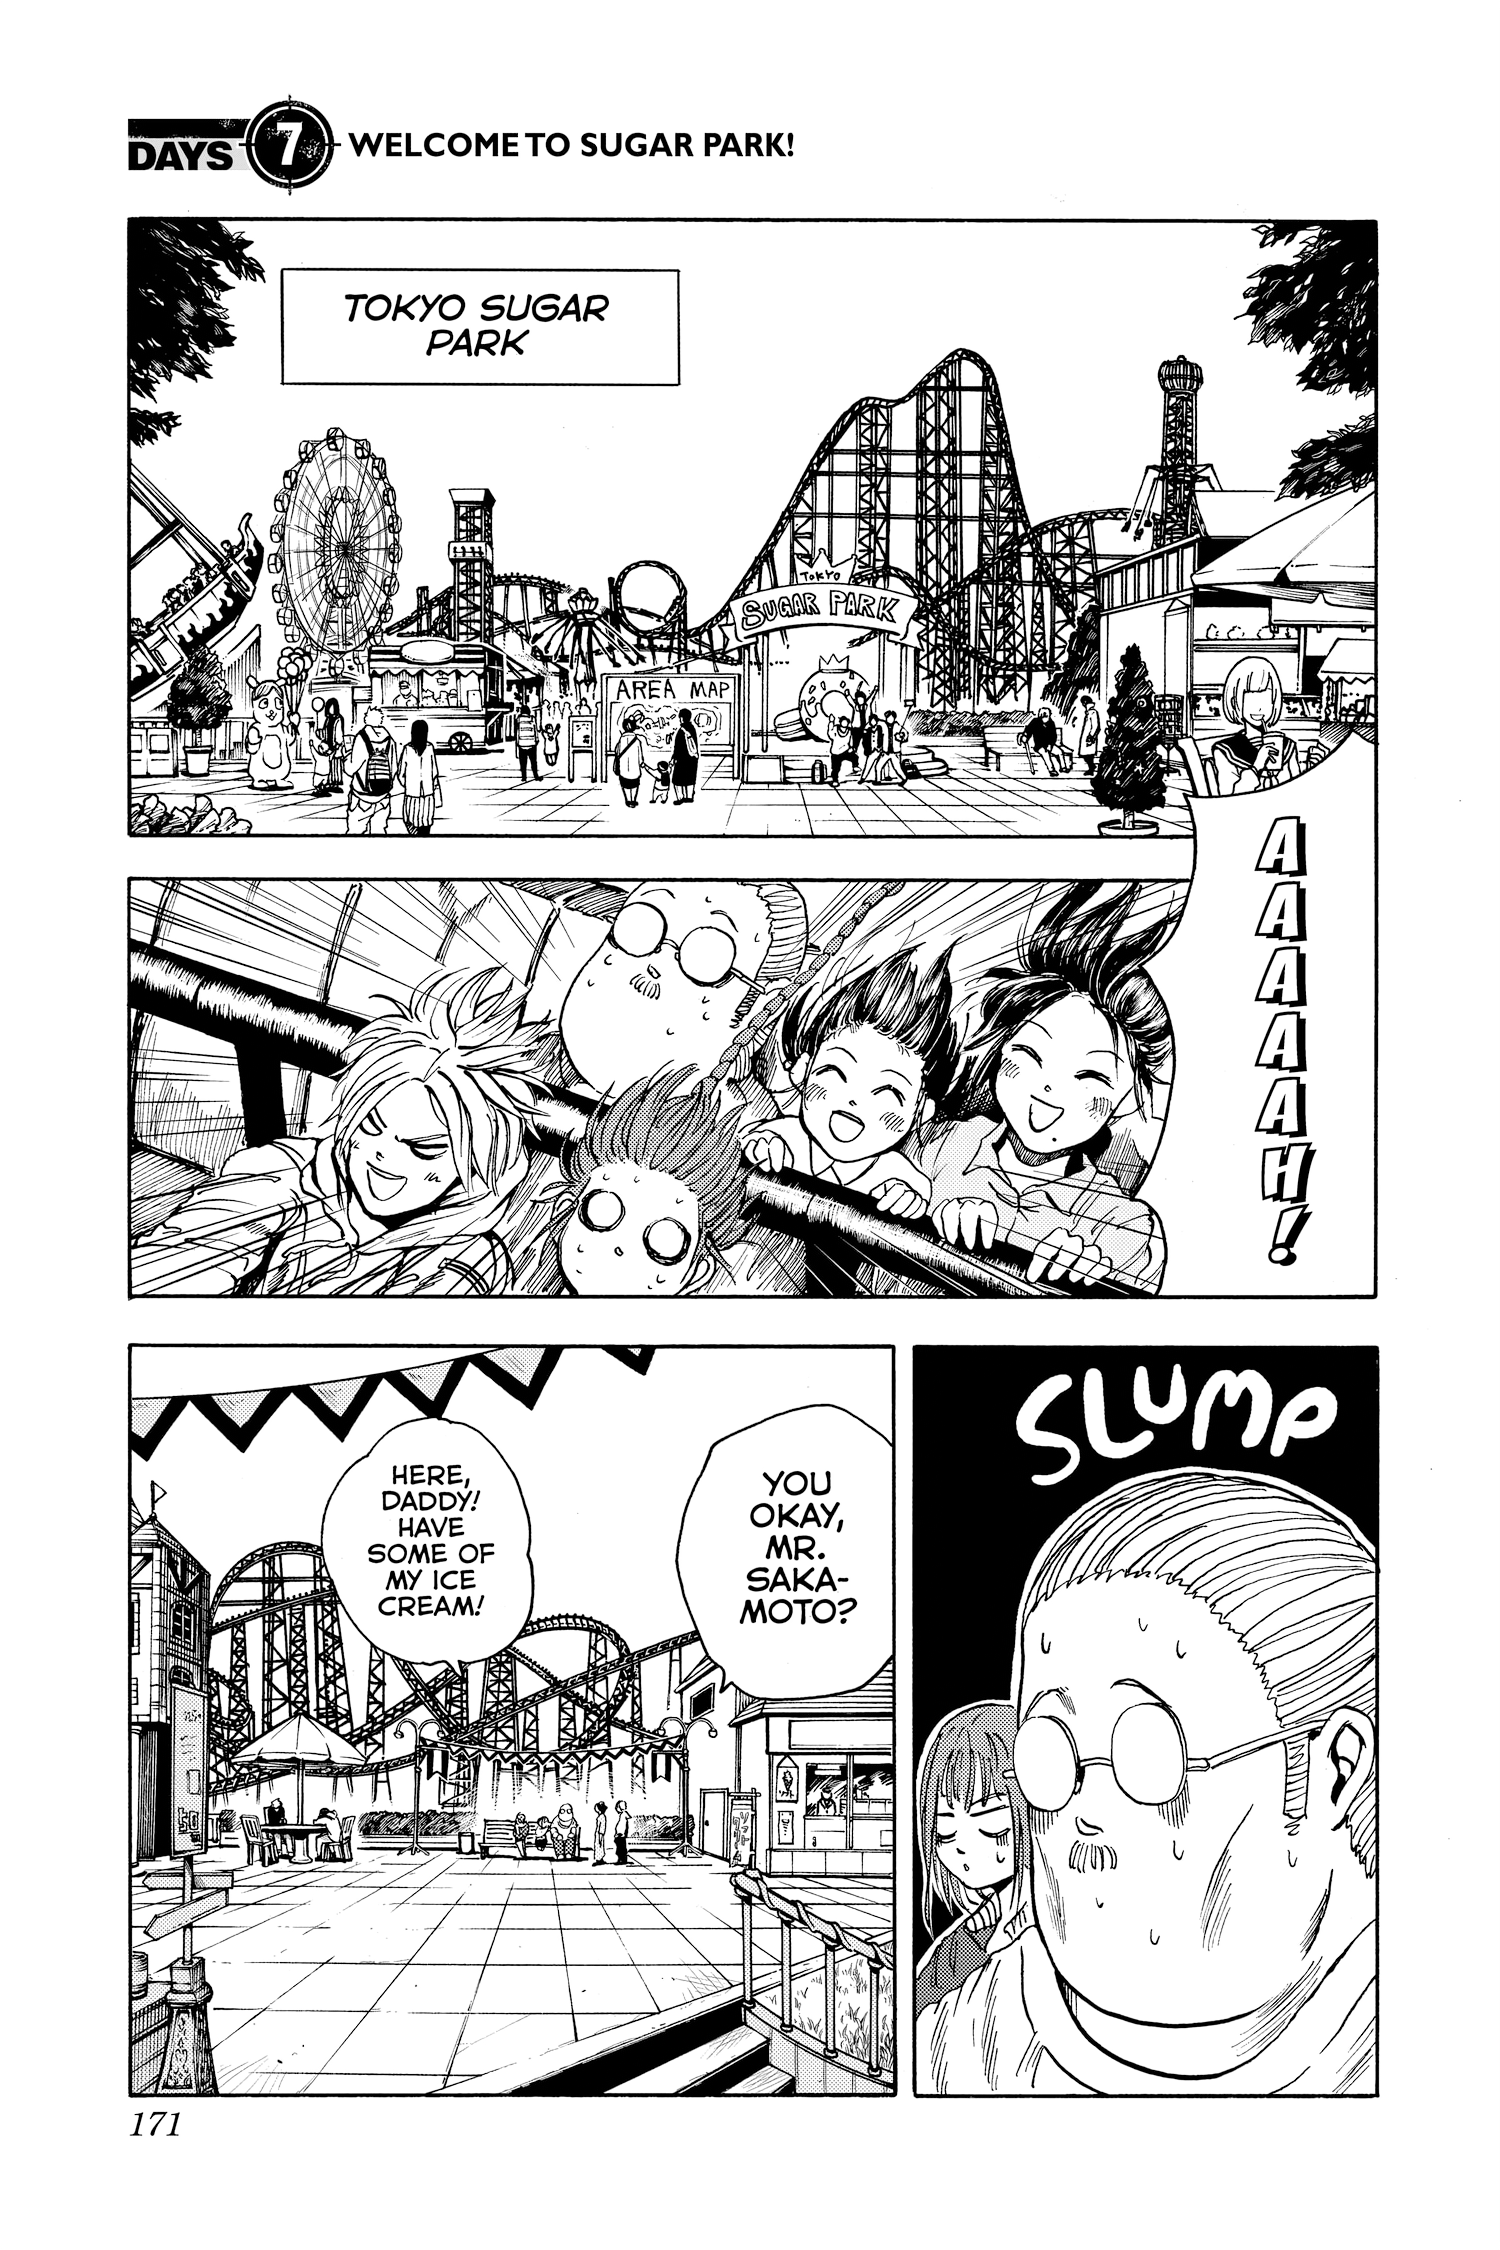 DAYS 7 WELCOME TO SUGAR PARK!
TOKYO SUGAR
PARK
TOKYO
SUGAR PARK
AREA MAP
AAAAAH!
SLUMP
YOU
OKAY,
MR.
SAKA-
MOTO?
HERE,
DADDY!
HAVE
SOME OF
MY ICE
CREAM!
171